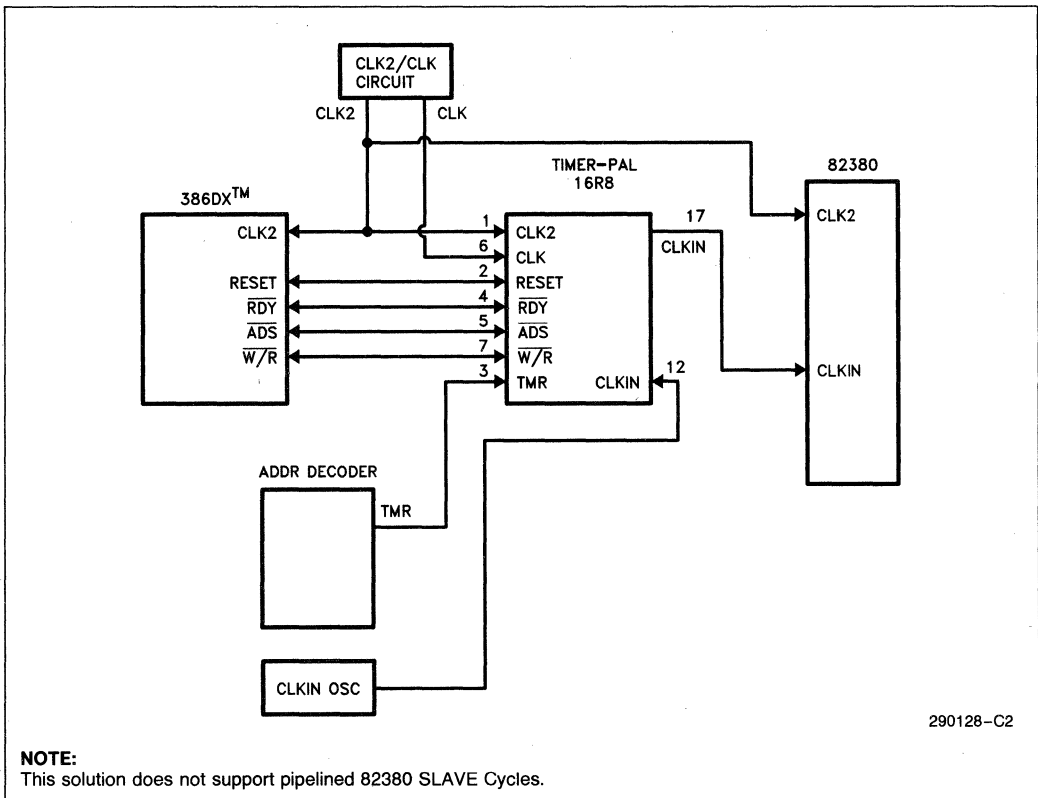 CLK2/CLK
CIRCUIT
CLK2 CLK
TIMER-PAL
16R8
82380
386DX™
CLK2
1
CLK2
17
CLKIN
CLK2
6
CLK
RESET
2
RESET
RDY
4
RDY
ADS
5
ADS
W/R
7
W/R
3
TMR
CLKIN
12
CLKIN
ADDR DECODER
TMR
CLKIN OSC
290128-C2
NOTE:
This solution does not support pipelined 82380 SLAVE Cycles.